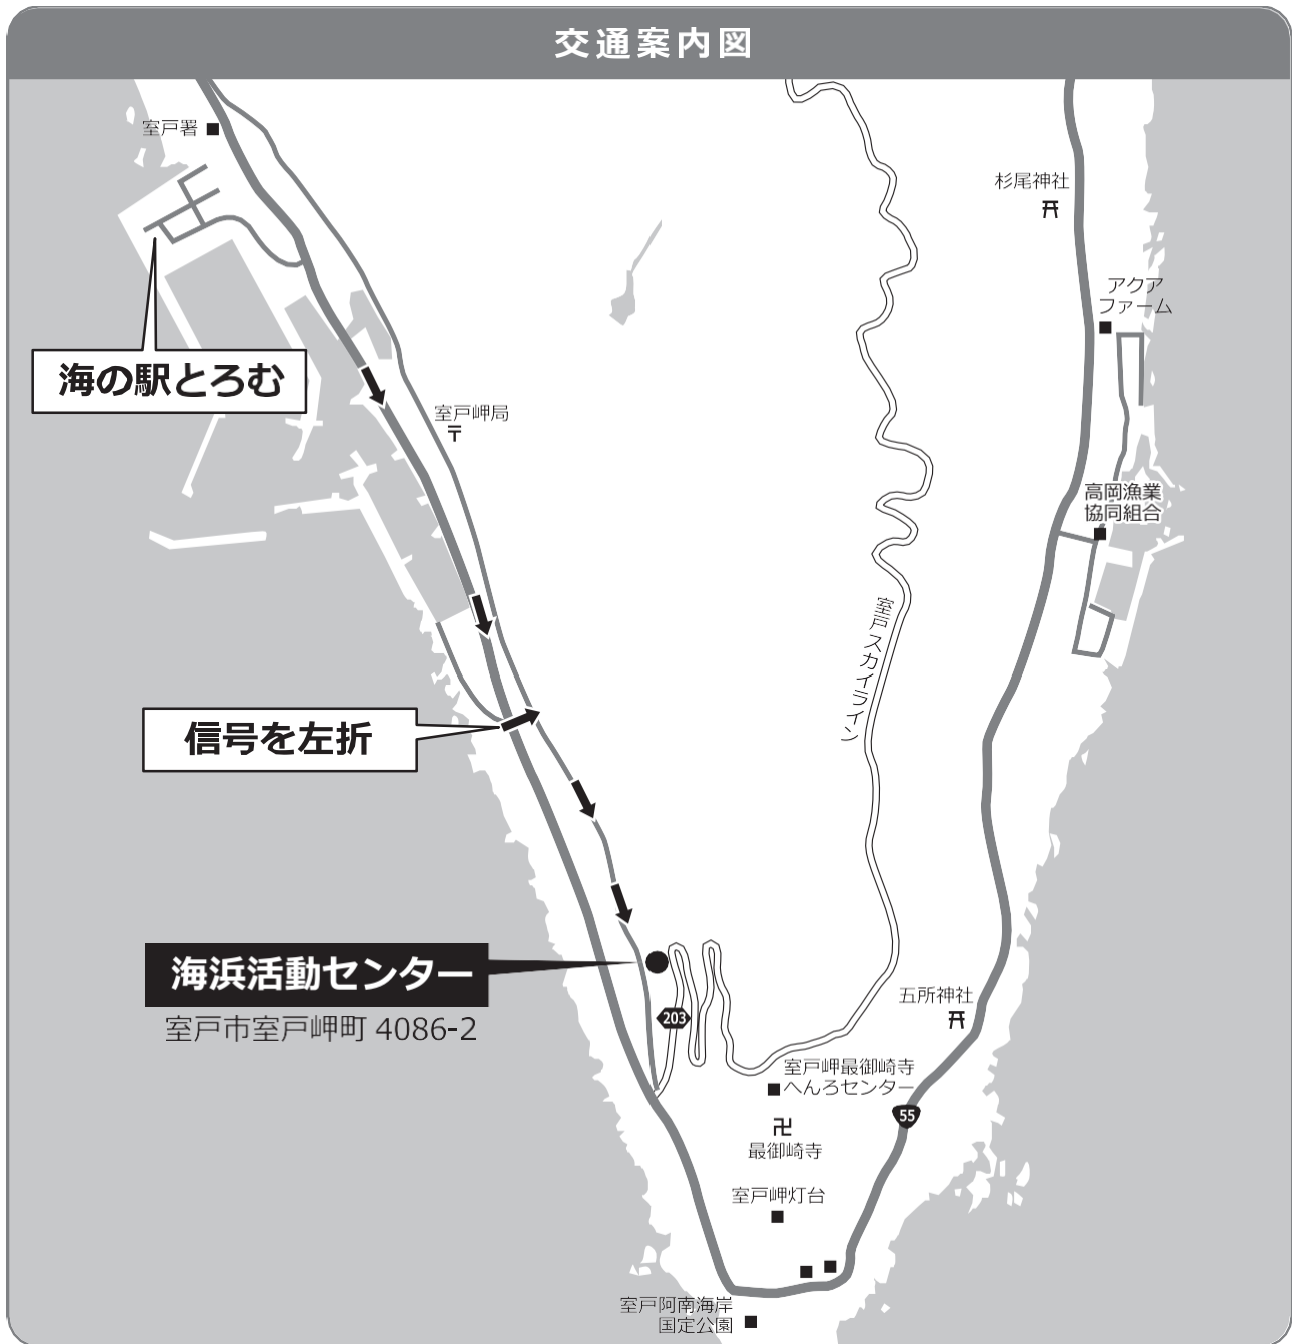 交通案内図
室戸署
杉尾神社
アクア
ファーム
海の駅とろむ
室戸岬局
高岡漁業
協同組合
室戸スカイライン
信号を左折
海浜活動センター
室戸市室戸岬町 4086-2
203
五所神社
室戸岬最御崎寺
へんろセンター
55
最御崎寺
室戸岬灯台
室戸阿南海岸
国定公園